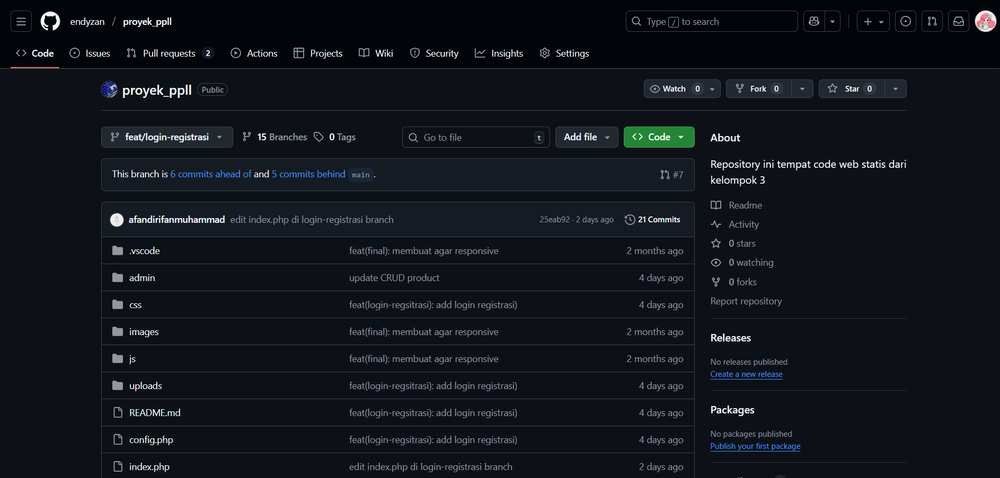 endyzan / proyek_ppll
Type / to search
Code Issues Pull requests 2 Actions Projects Wiki Security Insights Settings
proyek_ppll Public
Watch 0 Fork 0 Star 0
feat/login-registrasi 15 Branches 0 Tags Go to file t Add file Code
This branch is 6 commits ahead of and 5 commits behind main . #7
afandirifanmuhammad edit index.php di login-registrasi branch 25eab92 · 2 days ago 21 Commits
.vscode feat(final): membuat agar responsive 2 months ago
admin update CRUD product 4 days ago
css feat(login-regsitrasi): add login registrasi) 4 days ago
images feat(final): membuat agar responsive 2 months ago
js feat(final): membuat agar responsive 2 months ago
uploads feat(login-regsitrasi): add login registrasi) 4 days ago
README.md feat(login-regsitrasi): add login registrasi) 4 days ago
config.php feat(login-regsitrasi): add login registrasi) 4 days ago
index.php edit index.php di login-registrasi branch 2 days ago
About
Repository ini tempat code web statis dari
kelompok 3
Readme
Activity
0 stars
0 watching
0 forks
Report repository
Releases
No releases published
Create a new release
Packages
No packages published
Publish your first package